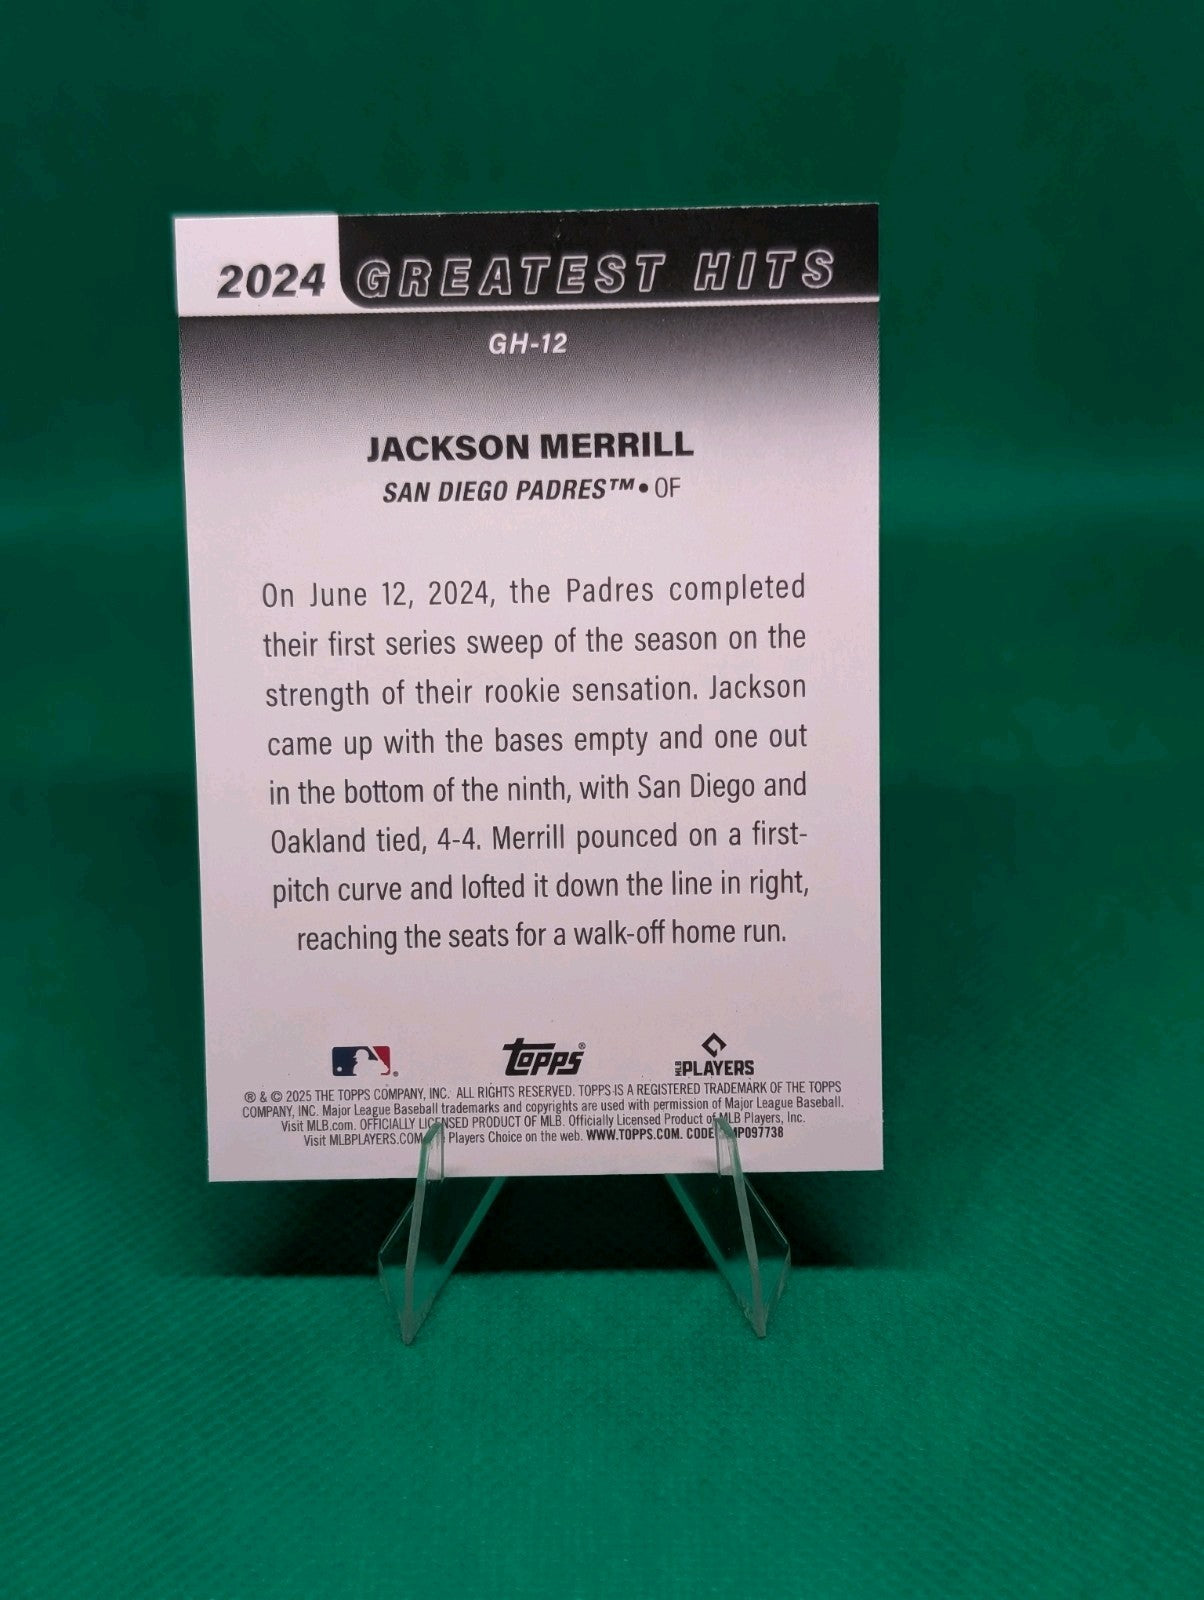 2024 GREATEST HITS
GH-12
JACKSON MERRILL
SAN DIEGO PADRES™ • OF
On June 12, 2024, the Padres completed
their first series sweep of the season on the
strength of their rookie sensation. Jackson
came up with the bases empty and one out
in the bottom of the ninth, with San Diego and
Oakland tied, 4-4. Merrill pounced on a first-
pitch curve and lofted it down the line in right,
reaching the seats for a walk-off home run.
Topps® MLB PLAYERS
® & © 2025 THE TOPPS COMPANY, INC. ALL RIGHTS RESERVED. TOPPS IS A REGISTERED TRADEMARK OF THE TOPPS
COMPANY, INC. Major League Baseball trademarks and copyrights are used with permission of Major League Baseball.
Visit MLB.com. OFFICIALLY LICENSED PRODUCT OF MLB. Officially Licensed Product of MLB Players, Inc.
Visit MLBPLAYERS.COM, Players Choice on the web. WWW.TOPPS.COM. CODE MP097738